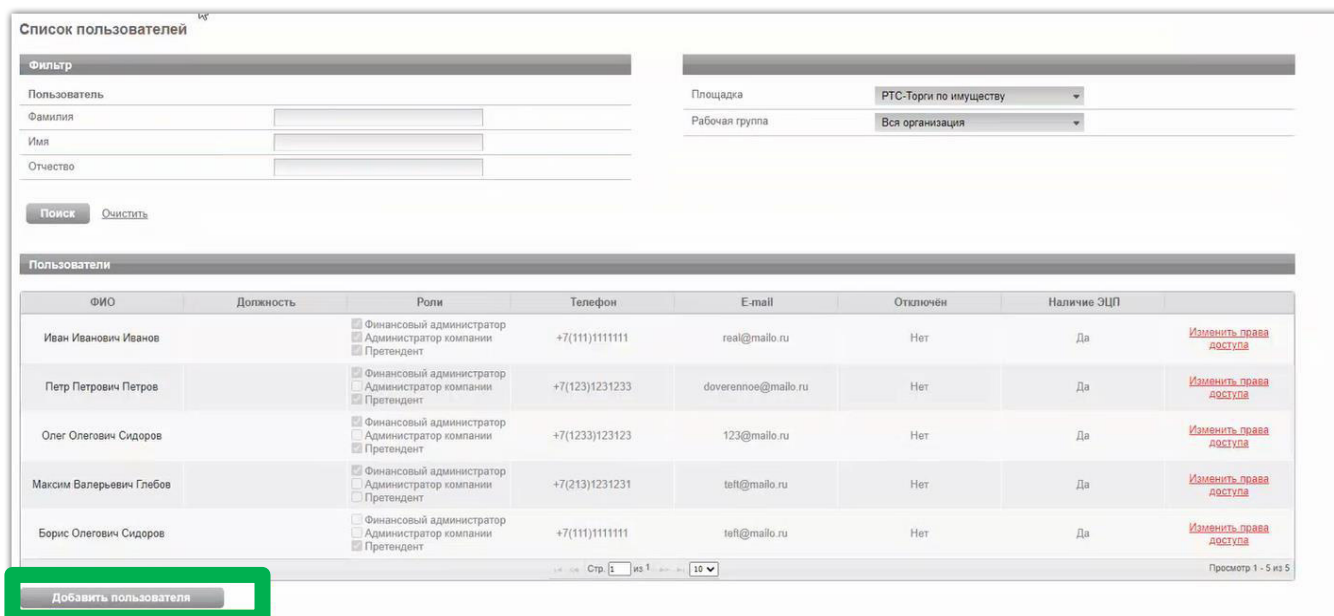 Список пользователей
Фильтр
Пользователь
Фамилия
Имя
Отчество
Площадка РТС-Торги по имуществу
Рабочая группа Вся организация
Поиск Очистить
Пользователи
ФИО Должность Роли Телефон E-mail Отключён Наличие ЭЦП
Иван Иванович Иванов Финансовый администратор Администратор компании Претендент +7(111)1111111 real@mailo.ru Нет Да Изменить права доступа
Петр Петрович Петров Финансовый администратор Администратор компании Претендент +7(123)1231233 doverennoe@mailo.ru Нет Да Изменить права доступа
Олег Олегович Сидоров Финансовый администратор Администратор компании Претендент +7(1233)123123 123@mailo.ru Нет Да Изменить права доступа
Максим Валерьевич Глебов Финансовый администратор Администратор компании Претендент +7(213)1231231 teft@mailo.ru Нет Да Изменить права доступа
Борис Олегович Сидоров Финансовый администратор Администратор компании Претендент +7(111)1111111 teft@mailo.ru Нет Да Изменить права доступа
Стр. 1 из 1 10 Просмотр 1 - 5 из 5
Добавить пользователя